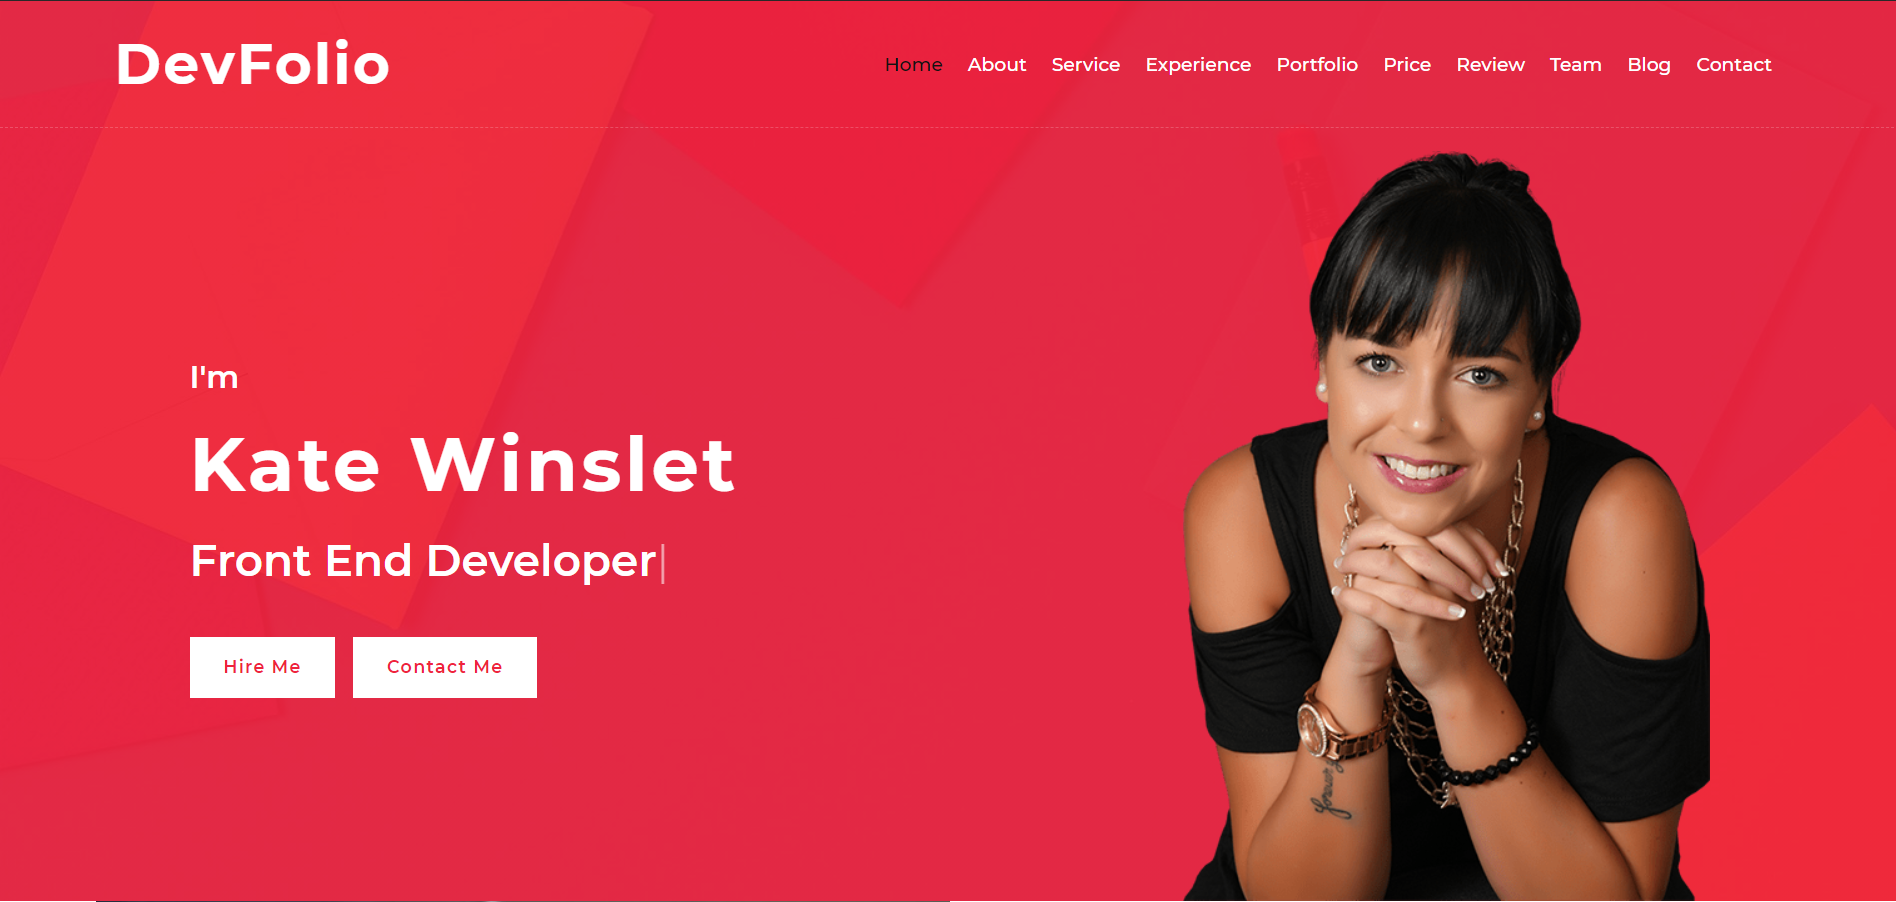 DevFolio
Home About Service Experience Portfolio Price Review Team Blog Contact
I'm
Kate Winslet
Front End Developer
Hire Me
Contact Me
forever